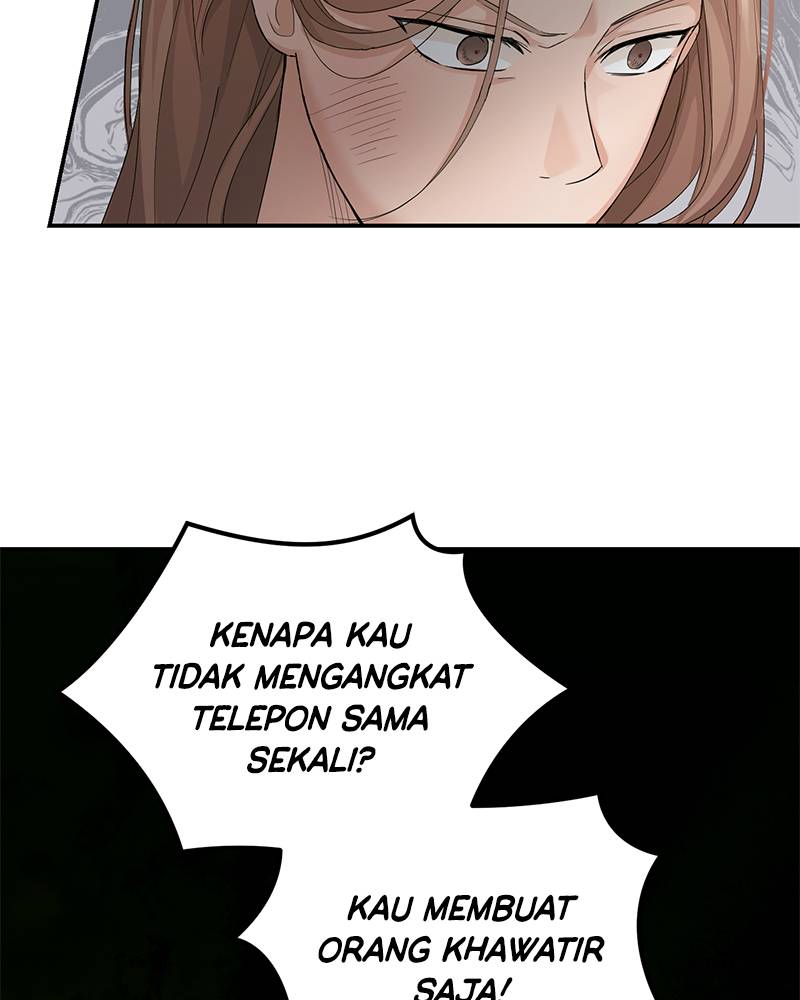 KENAPA KAU
TIDAK MENGANGKAT
TELEPON SAMA
SEKALI?
KAU MEMBUAT
ORANG KHAWATIR
SAJA!